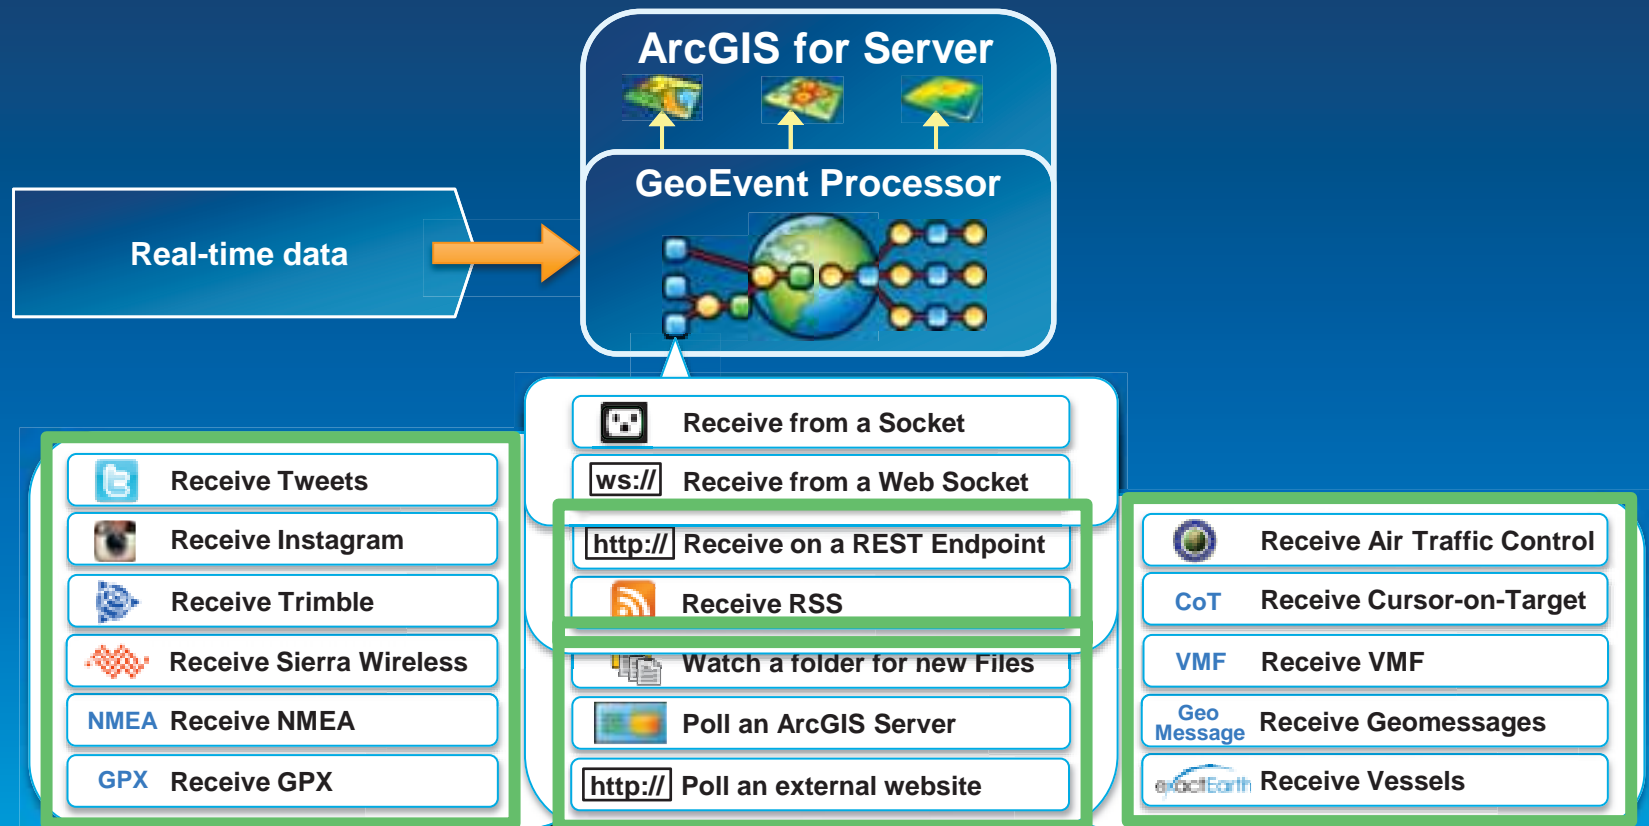 ArcGIS for Server
GeoEvent Processor
Real-time data
Receive from a Socket
ws:// Receive from a Web Socket
http:// Receive on a REST Endpoint
Receive RSS
Watch a folder for new Files
Poll an ArcGIS Server
http:// Poll an external website
Receive Tweets
Receive Instagram
Receive Trimble
Receive Sierra Wireless
NMEA Receive NMEA
GPX Receive GPX
Receive Air Traffic Control
CoT Receive Cursor-on-Target
VMF Receive VMF
Geo
Message Receive Geomessages
exactEarth Receive Vessels